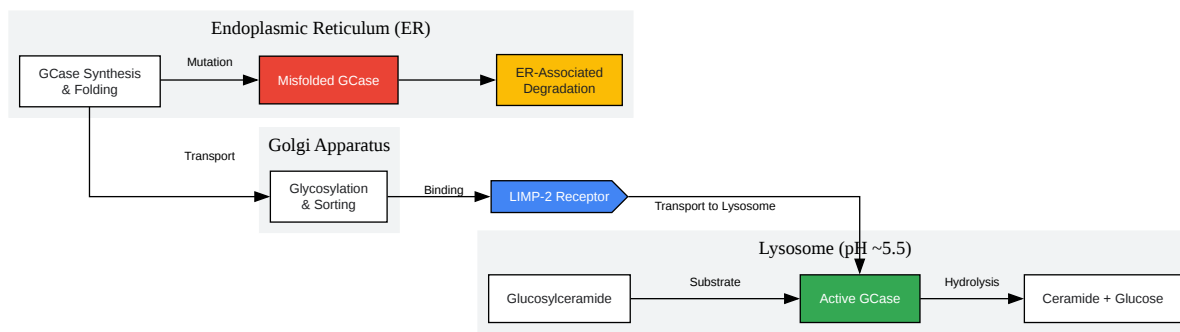 Endoplasmic Reticulum (ER)
GCase Synthesis
& Folding
Mutation
Misfolded GCase
ER-Associated
Degradation
Transport
Golgi Apparatus
Glycosylation
& Sorting
Binding
LIMP-2 Receptor
Transport to Lysosome
Lysosome (pH ~5.5)
Glucosylceramide
Substrate
Active GCase
Hydrolysis
Ceramide + Glucose